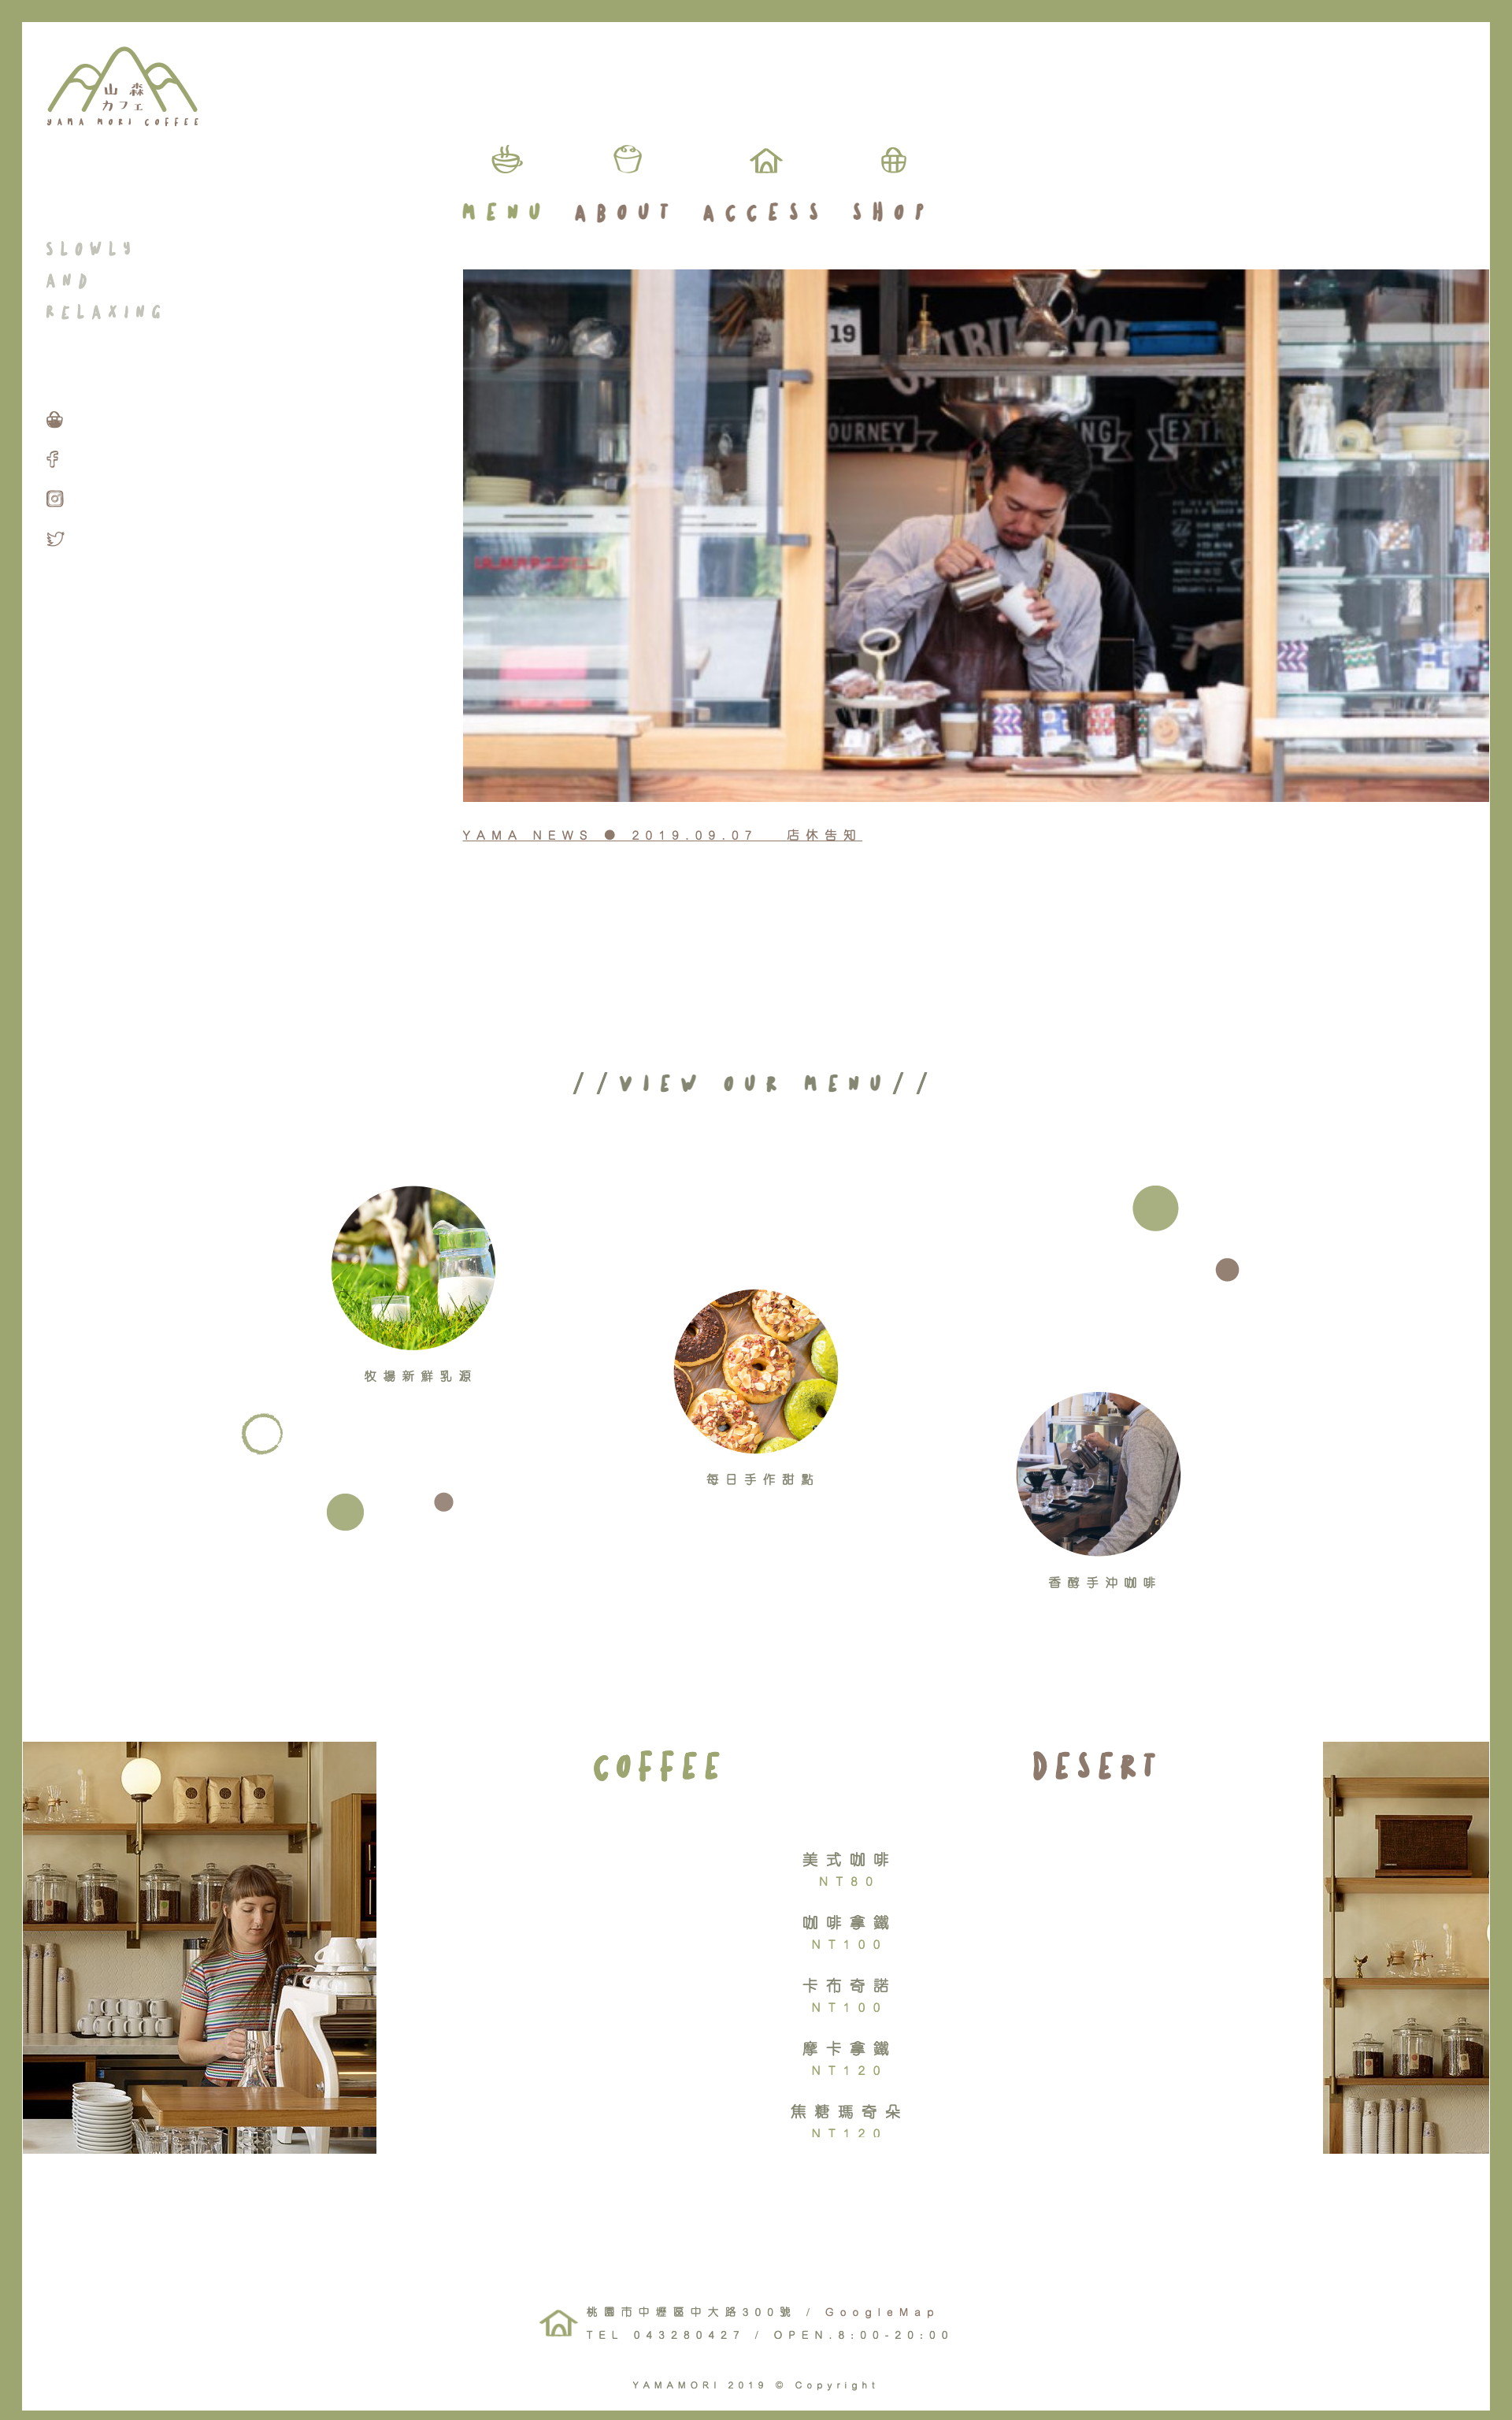 山森
カフェ
YAMA MORI COFFEE
MENU ABOUT ACCESS SHOP
SLOWLY
AND
RELAXING
19
JOURNEY
YAMA NEWS ● 2019.09.07 店休告知
//VIEW OUR MENU//
牧場新鮮乳源
每日手作甜點
香醇手沖咖啡
COFFEE
DESERT
美式咖啡
NT80
咖啡拿鐵
NT100
卡布奇諾
NT100
摩卡拿鐵
NT120
焦糖瑪奇朵
NT120
桃園市中壢區中大路300號 / GoogleMap
TEL 043280427 / OPEN.8:00-20:00
YAMAMORI 2019 © Copyright